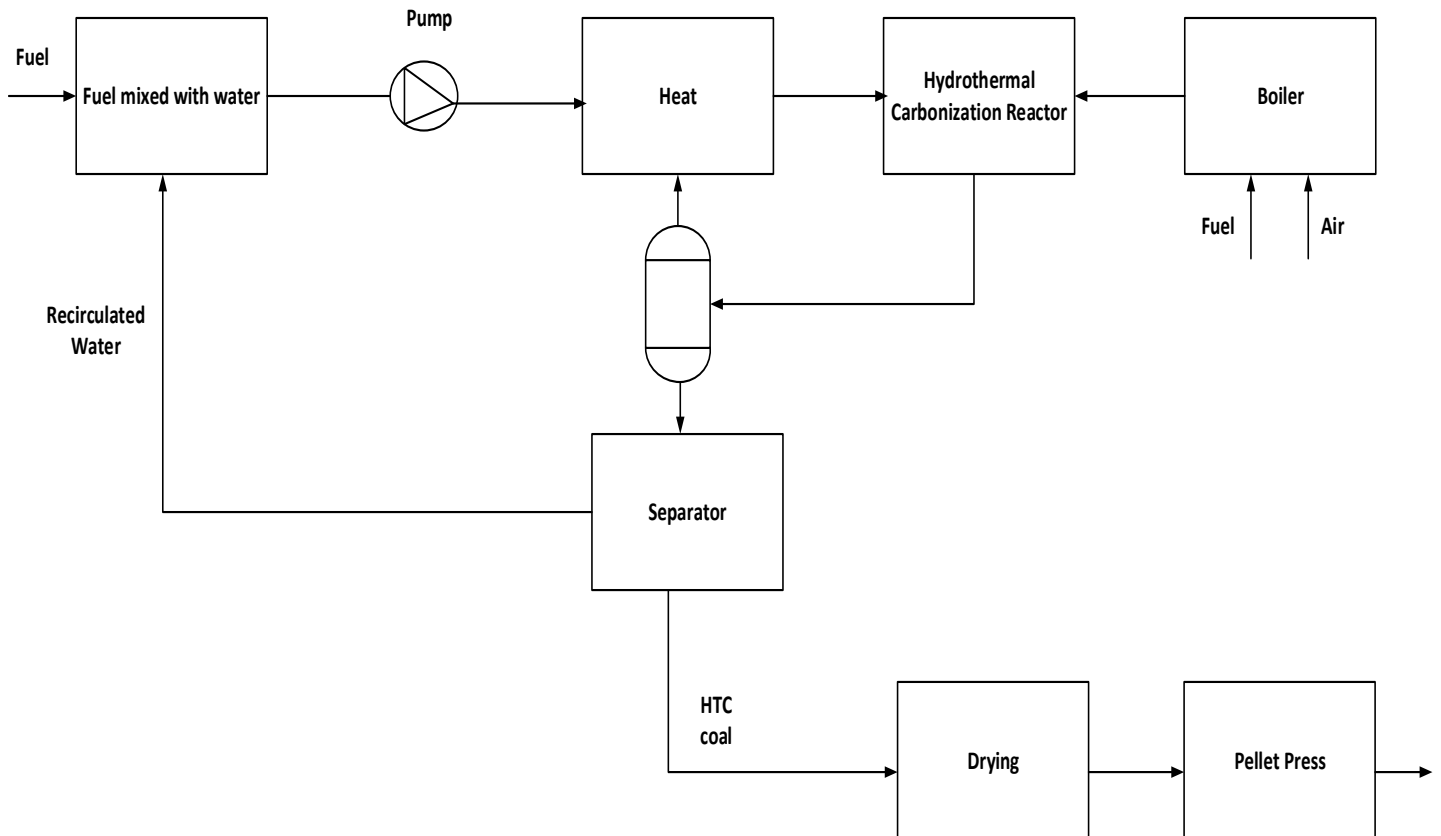 Pump
Fuel
Fuel mixed with water
Heat
Hydrothermal
Carbonization Reactor
Boiler
Fuel
Air
Recirculated
Water
Separator
HTC
coal
Drying
Pellet Press